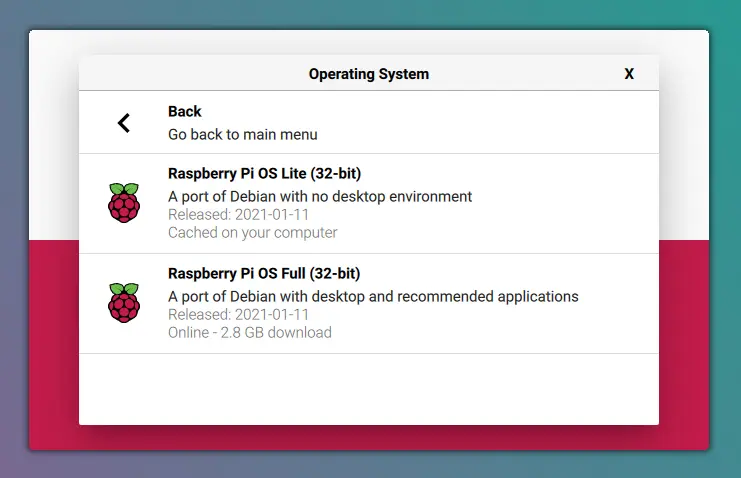 Operating System X
Back
Go back to main menu
Raspberry Pi OS Lite (32-bit)
A port of Debian with no desktop environment
Released: 2021-01-11
Cached on your computer
Raspberry Pi OS Full (32-bit)
A port of Debian with desktop and recommended applications
Released: 2021-01-11
Online - 2.8 GB download